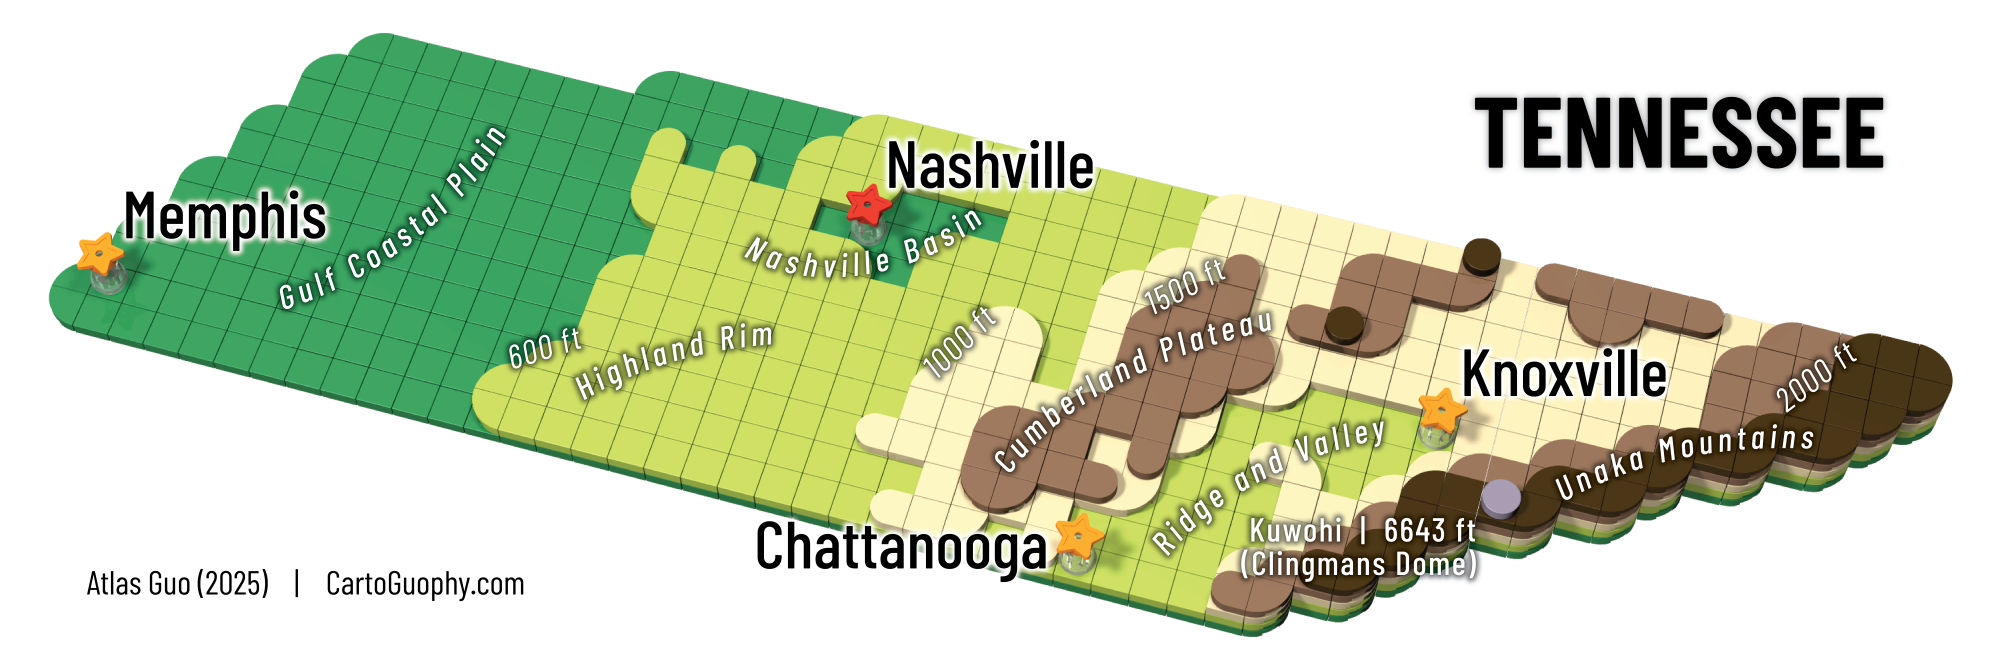 TENNESSEE
Memphis
Gulf Coastal Plain
Nashville
Nashville Basin
600 ft
Highland Rim
1000 ft
1500 ft
Cumberland Plateau
Knoxville
2000 ft
Unaka Mountains
Ridge and Valley
Kuwohi | 6643 ft
(Clingmans Dome)
Chattanooga
Atlas Guo (2025) | CartoGuophy.com